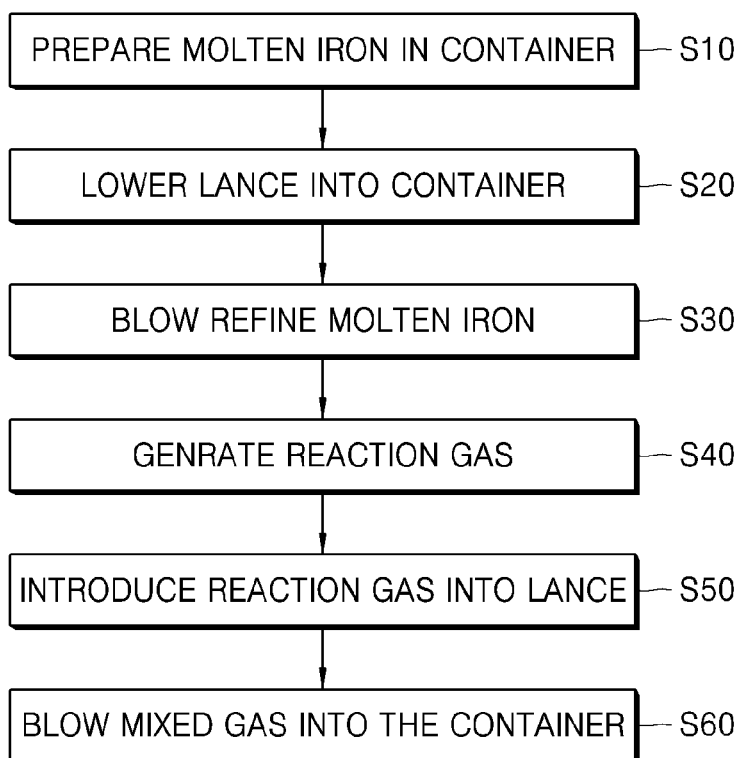 PREPARE MOLTEN IRON IN CONTAINER S10
LOWER LANCE INTO CONTAINER S20
BLOW REFINE MOLTEN IRON S30
GENRATE REACTION GAS S40
INTRODUCE REACTION GAS INTO LANCE S50
BLOW MIXED GAS INTO THE CONTAINER S60